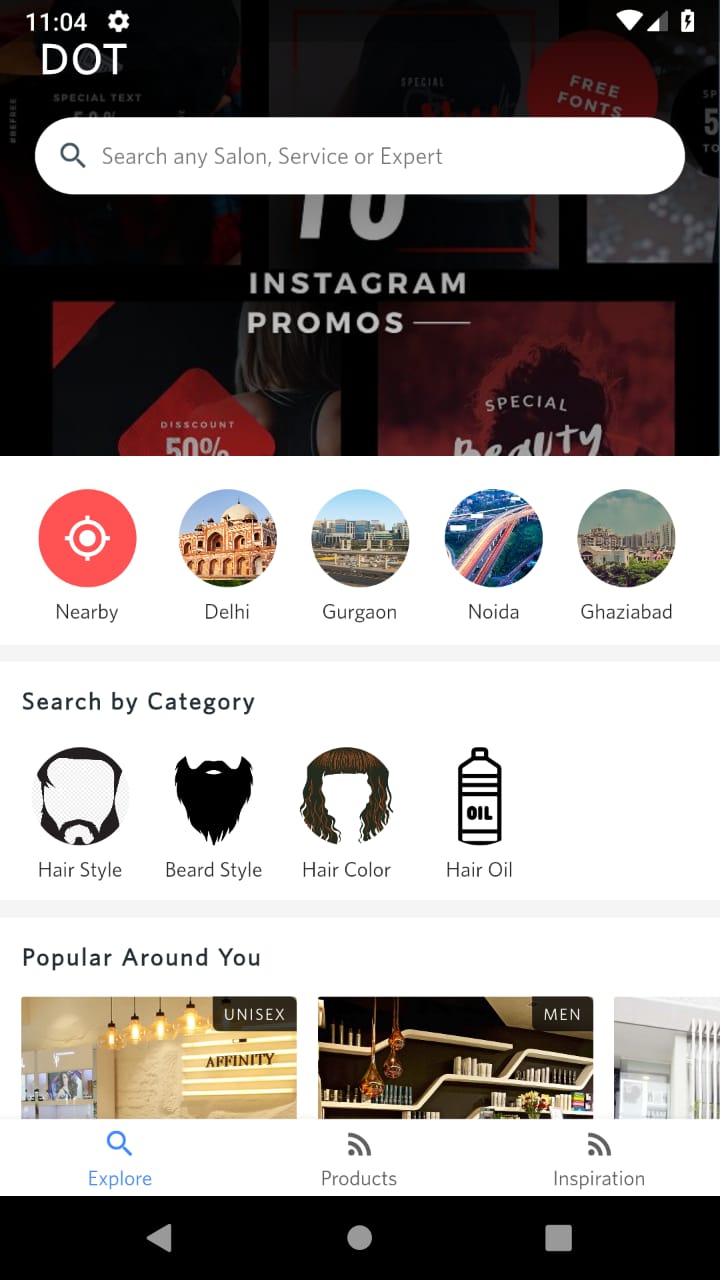 11:04
DOT
SPECIAL TEXT
#BEFREE
SPECIAL
FREE
FONTS
Search any Salon, Service or Expert
10
INSTAGRAM
PROMOS
DISSCOUNT
50%
SPECIAL
Beauty
Nearby
Delhi
Gurgaon
Noida
Ghaziabad
Search by Category
OIL
Hair Style
Beard Style
Hair Color
Hair Oil
Popular Around You
UNISEX
MEN
AFFINITY
Explore
Products
Inspiration